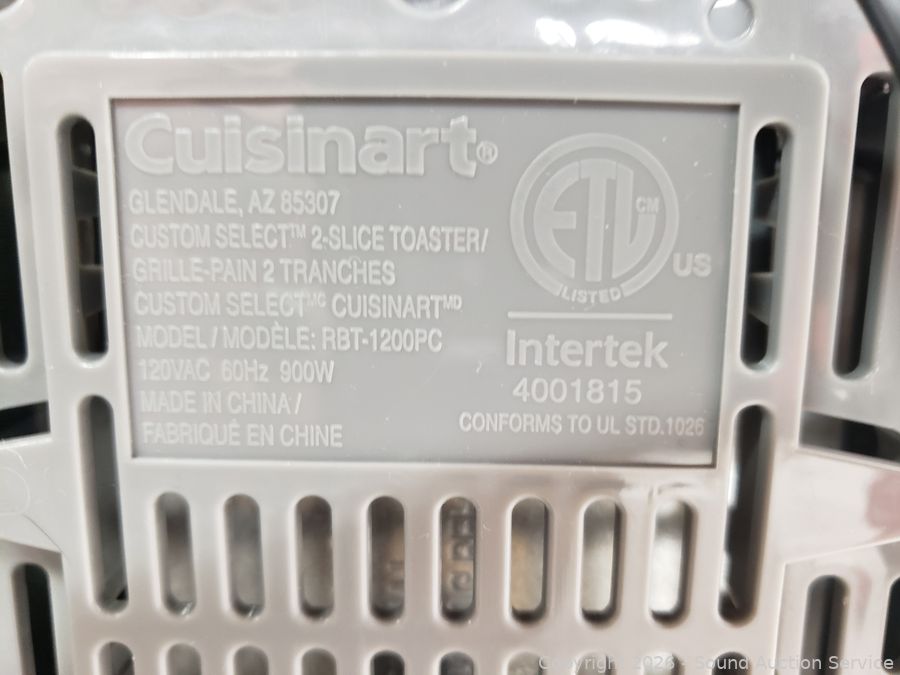 Cuisinart®
GLENDALE, AZ 85307
CUSTOM SELECT™ 2-SLICE TOASTER/
GRILLE-PAIN 2 TRANCHES
CUSTOM SELECTᴹᶜ CUISINARTᴹᴰ
MODEL / MODÈLE: RBT-1200PC
120VAC 60Hz 900W
MADE IN CHINA /
FABRIQUÉ EN CHINE
ETL CM
US
LISTED
Intertek
4001815
CONFORMS TO UL STD.1026
Copyright 2026 - Sound Auction Service